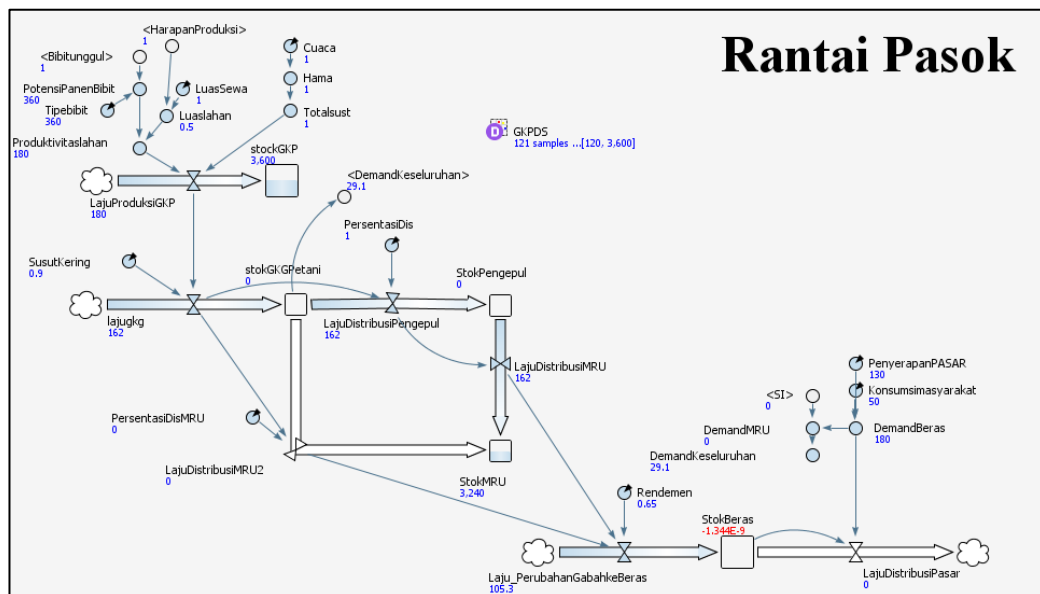 Rantai Pasok
<HarapanProduksi>
1
<Bibitunggul>
1
PotensiPanenBibit
360
Tipebibit
360
LuasSewa
1
Luaslahan
0.5
Produktivitaslahan
180
Cuaca
1
Hama
1
Totalsust
1
stockGKP
3,600
LajuProduksiGKP
180
D
GKPDS
121 samples ...[120, 3,600]
<DemandKeseluruhan>
29.1
PersentasiDis
1
SusutKering
0.9
stokGKGPetani
0
StokPengepul
0
lajugkg
162
LajuDistribusiPengepul
162
LajuDistribusiMRU
162
PersentasiDisMRU
0
LajuDistribusiMRU2
0
StokMRU
3,240
PenyerapanPASAR
130
<SI>
0
Konsumsimasyarakat
50
DemandMRU
0
DemandBeras
180
DemandKeseluruhan
29.1
Rendemen
0.65
StokBeras
-1.344E-9
Laju_PerubahanGabahkeBeras
105.3
LajuDistribusiPasar
0